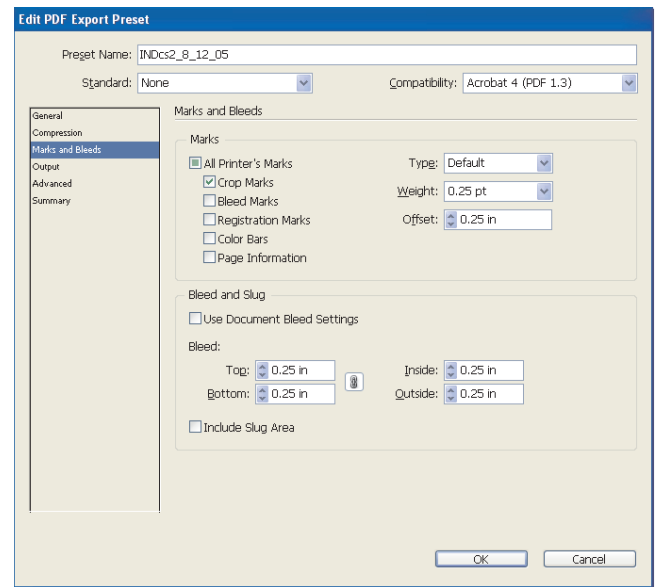 Edit PDF Export Preset
Preset Name: INDcs2_8_12_05
Standard: None Compatibility: Acrobat 4 (PDF 1.3)
General
Compression
Marks and Bleeds
Output
Advanced
Summary
Marks and Bleeds
Marks
All Printer's Marks Type: Default
Crop Marks Weight: 0.25 pt
Bleed Marks
Registration Marks Offset: 0.25 in
Color Bars
Page Information
Bleed and Slug
Use Document Bleed Settings
Bleed:
Top: 0.25 in Inside: 0.25 in
Bottom: 0.25 in Outside: 0.25 in
Include Slug Area
OK Cancel